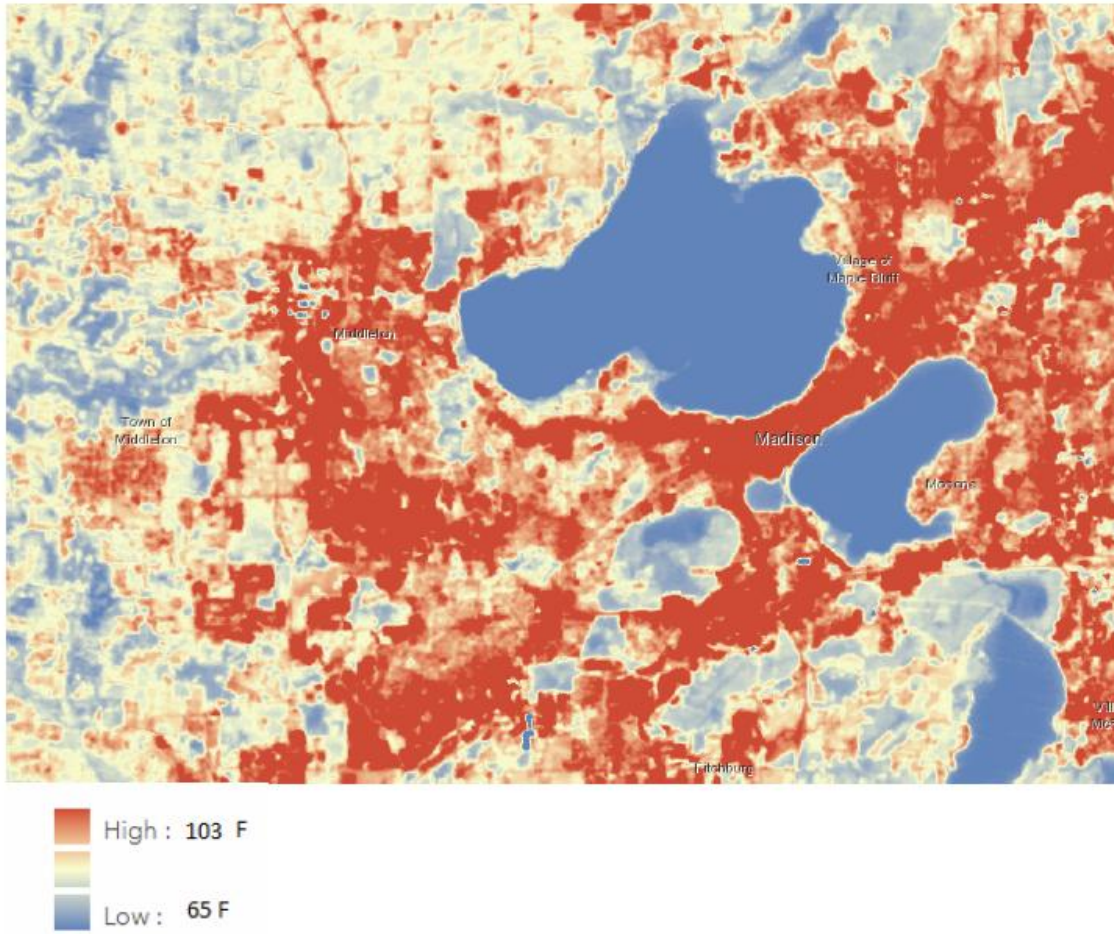 Village of
Maple Bluff
Middleton
Town of
Middleton
Madison
Monona
Fitchburg
High : 103 F
Low : 65 F